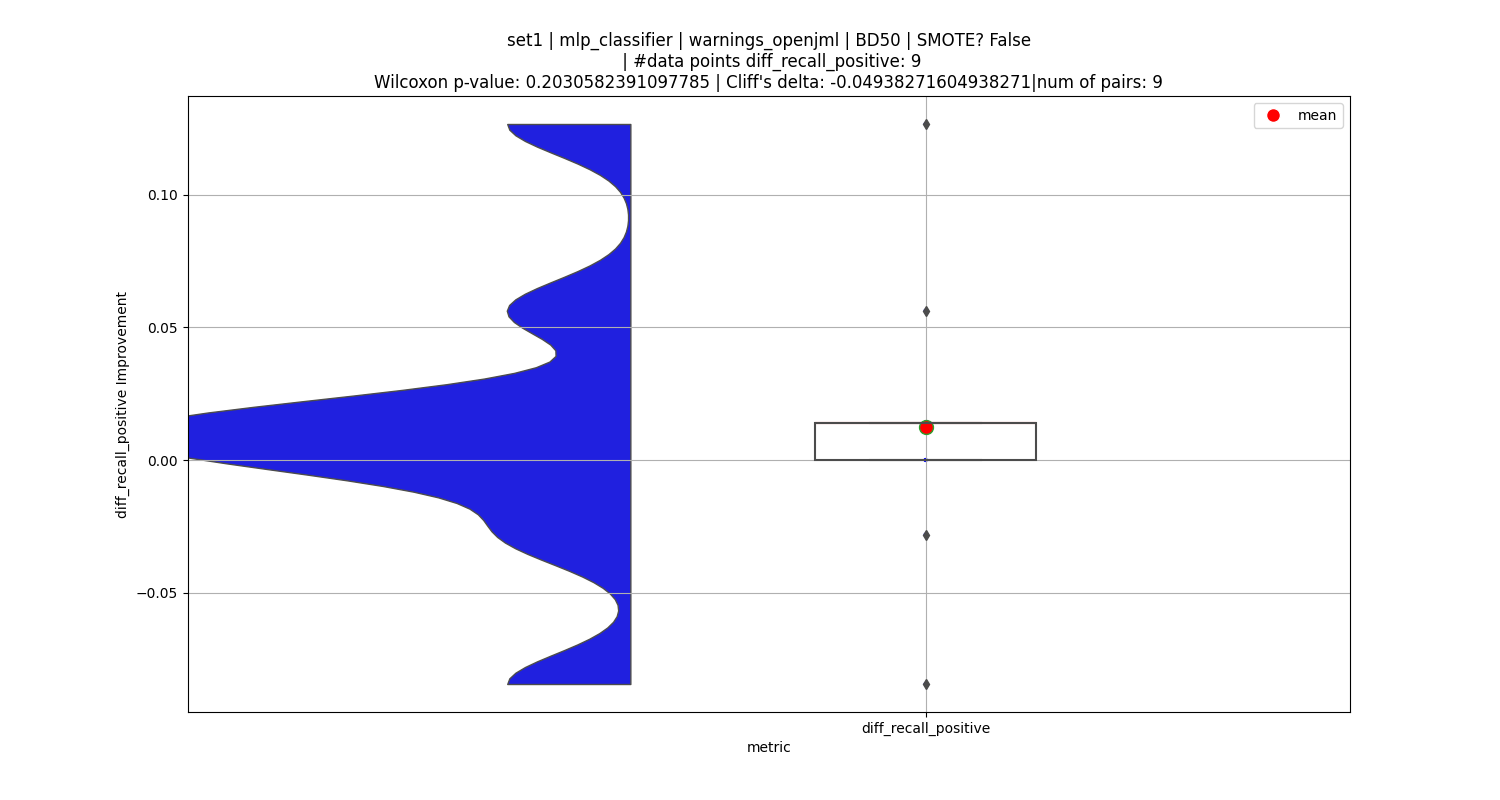 set1 | mlp_classifier | warnings_openjml | BD50 | SMOTE? False
| #data points diff_recall_positive: 9
Wilcoxon p-value: 0.2030582391097785 | Cliff's delta: -0.04938271604938271|num of pairs: 9
mean
0.10
0.05
0.00
−0.05
diff_recall_positive Improvement
diff_recall_positive
metric